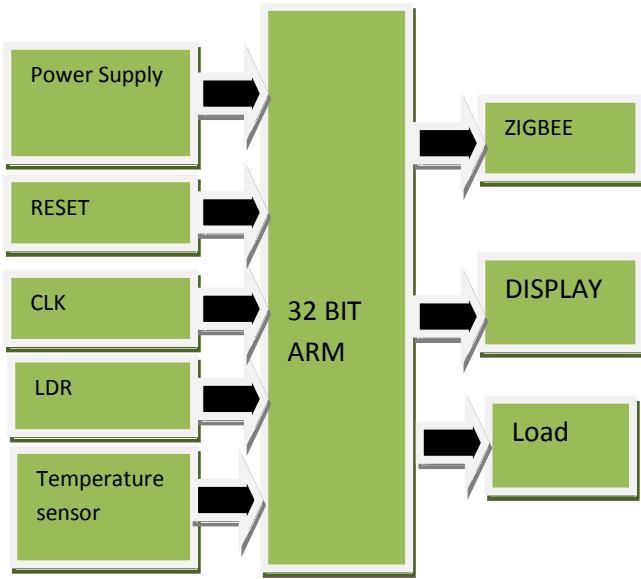 Power Supply
RESET
CLK
LDR
Temperature
sensor
32 BIT
ARM
ZIGBEE
DISPLAY
Load